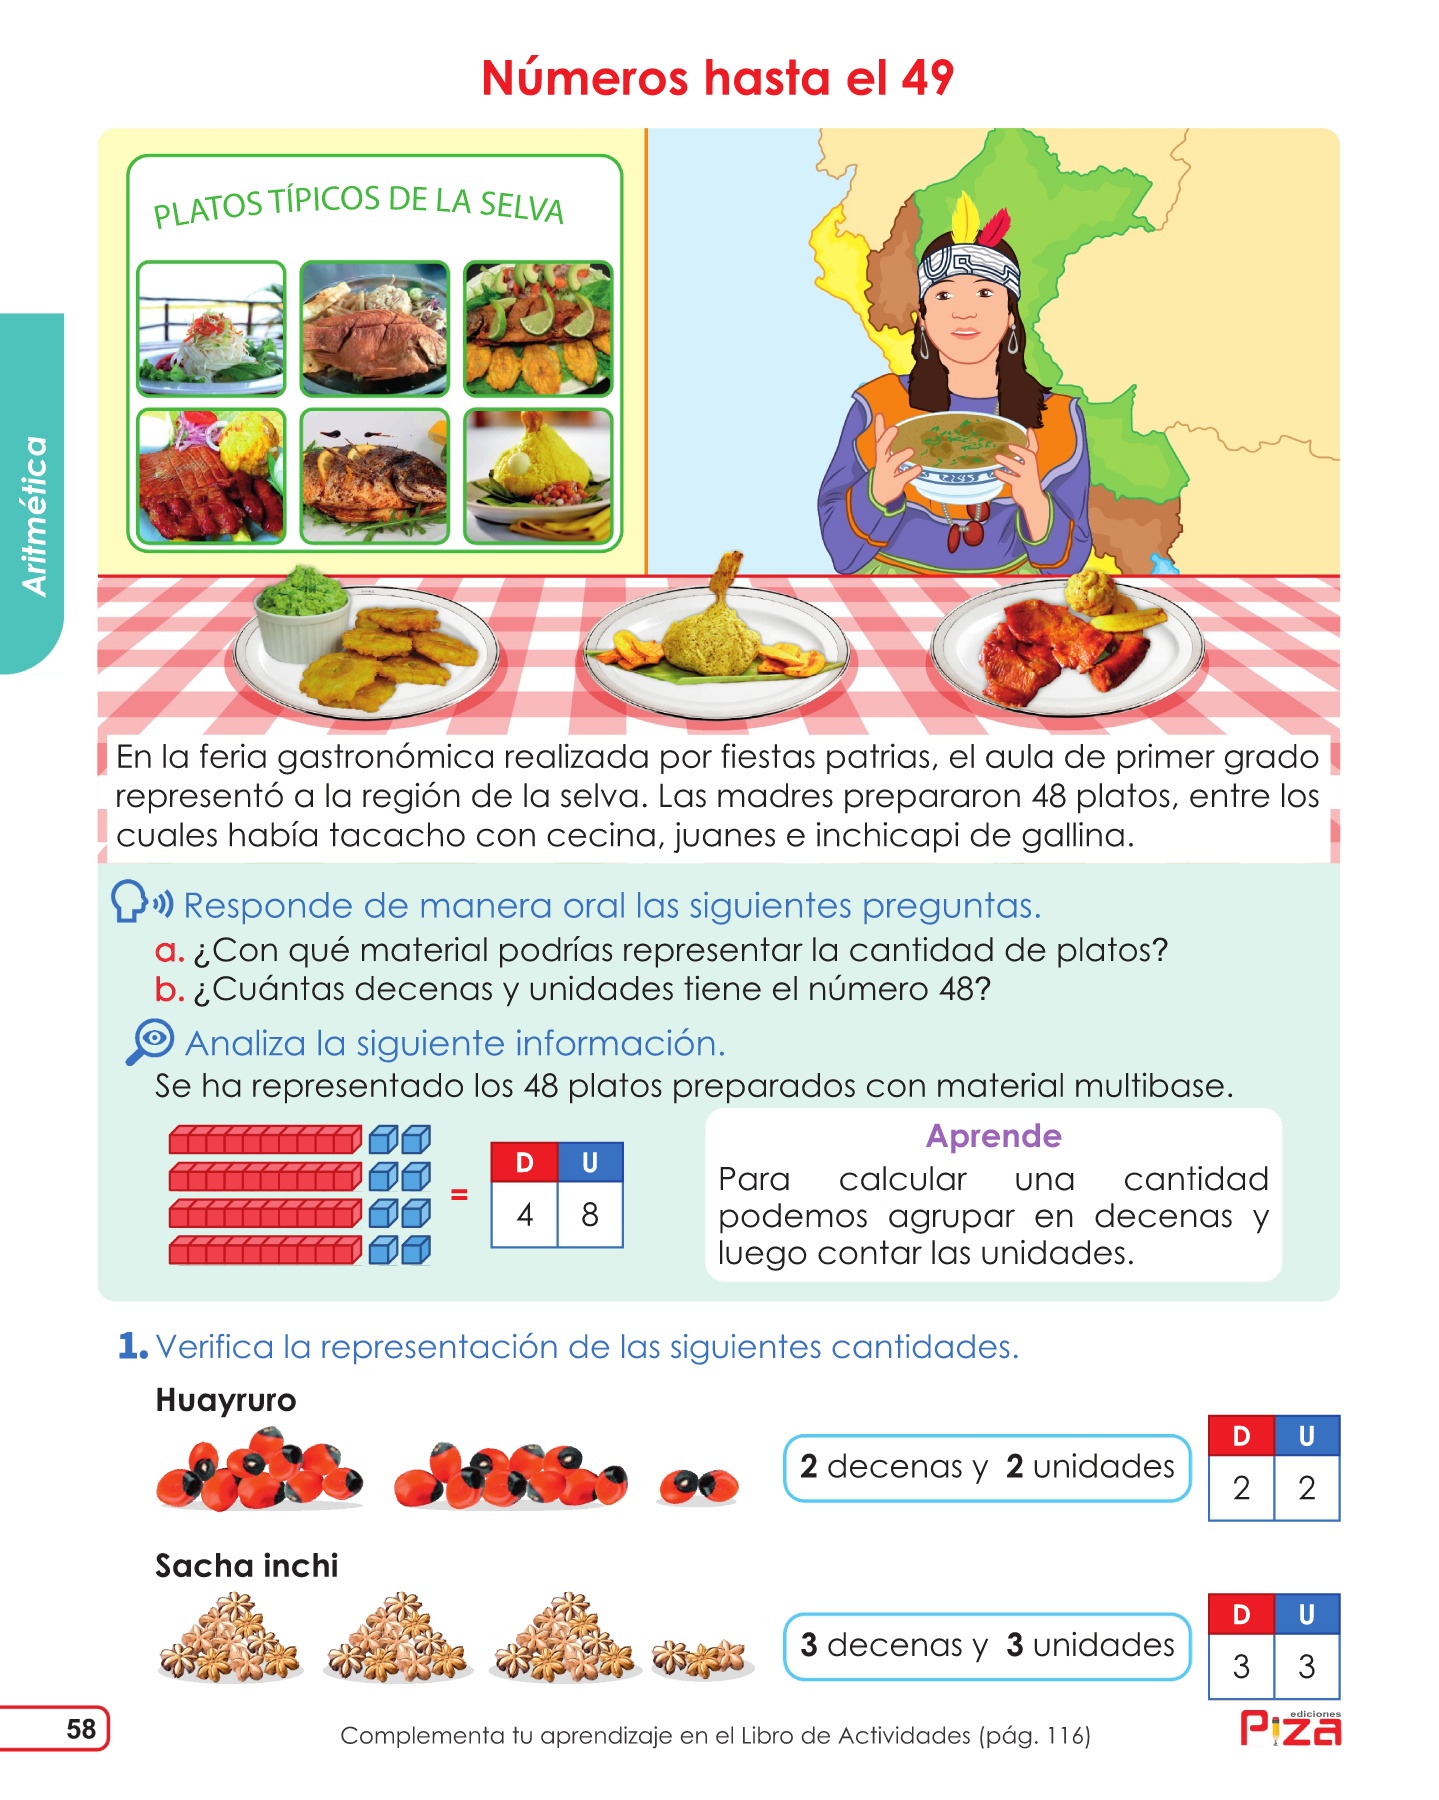 Números hasta el 49
PLATOS TÍPICOS DE LA SELVA
Aritmética
En la feria gastronómica realizada por fiestas patrias, el aula de primer grado
representó a la región de la selva. Las madres prepararon 48 platos, entre los
cuales había tacacho con cecina, juanes e inchicapi de gallina.
Responde de manera oral las siguientes preguntas.
a. ¿Con qué material podrías representar la cantidad de platos?
b. ¿Cuántas decenas y unidades tiene el número 48?
Analiza la siguiente información.
Se ha representado los 48 platos preparados con material multibase.
=
D U
4 8
Aprende
Para calcular una cantidad
podemos agrupar en decenas y
luego contar las unidades.
1. Verifica la representación de las siguientes cantidades.
Huayruro
2 decenas y 2 unidades
D U
2 2
Sacha inchi
3 decenas y 3 unidades
D U
3 3
58
Complementa tu aprendizaje en el Libro de Actividades (pág. 116)
ediciones
Piza